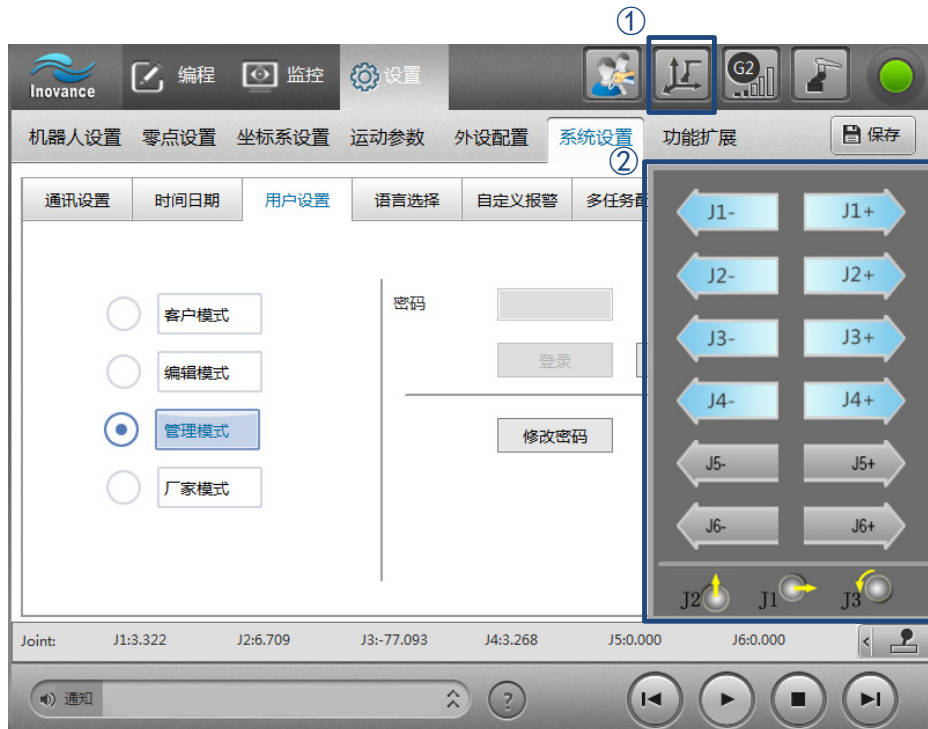 ①
Inovance
编程
监控
设置
G2
机器人设置 零点设置 坐标系设置 运动参数 外设配置 系统设置 功能扩展 保存
②
通讯设置 时间日期 用户设置 语言选择 自定义报警 多任务配
J1- J1+
J2- J2+
客户模式 密码
J3- J3+
编辑模式 登录
J4- J4+
管理模式 修改密码
J5- J5+
厂家模式
J6- J6+
J2 J1 J3
Joint: J1:3.322 J2:6.709 J3:-77.093 J4:3.268 J5:0.000 J6:0.000
通知 ?